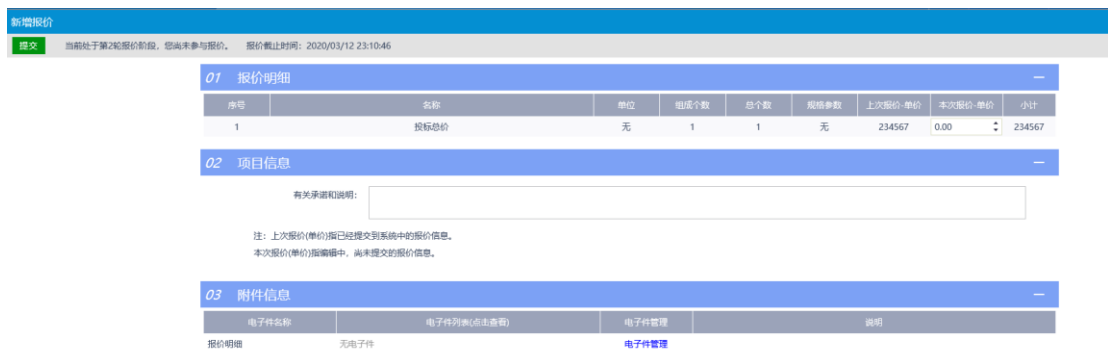 新增报价
提交 当前处于第2轮报价阶段，您尚未参与报价。 报价截止时间：2020/03/12 23:10:46
01 报价明细
序号 名称 单位 组成个数 总个数 规格参数 上次报价-单价 本次报价-单价 小计
1 投标总价 无 1 1 无 234567 0.00 234567
02 项目信息
有关承诺和说明：
注：上次报价(单价)指已经提交到系统中的报价信息。
本次报价(单价)指编辑中，尚未提交的报价信息。
03 附件信息
电子件名称 电子件列表(点击查看) 电子件管理 说明
报价明细 无电子件 电子件管理